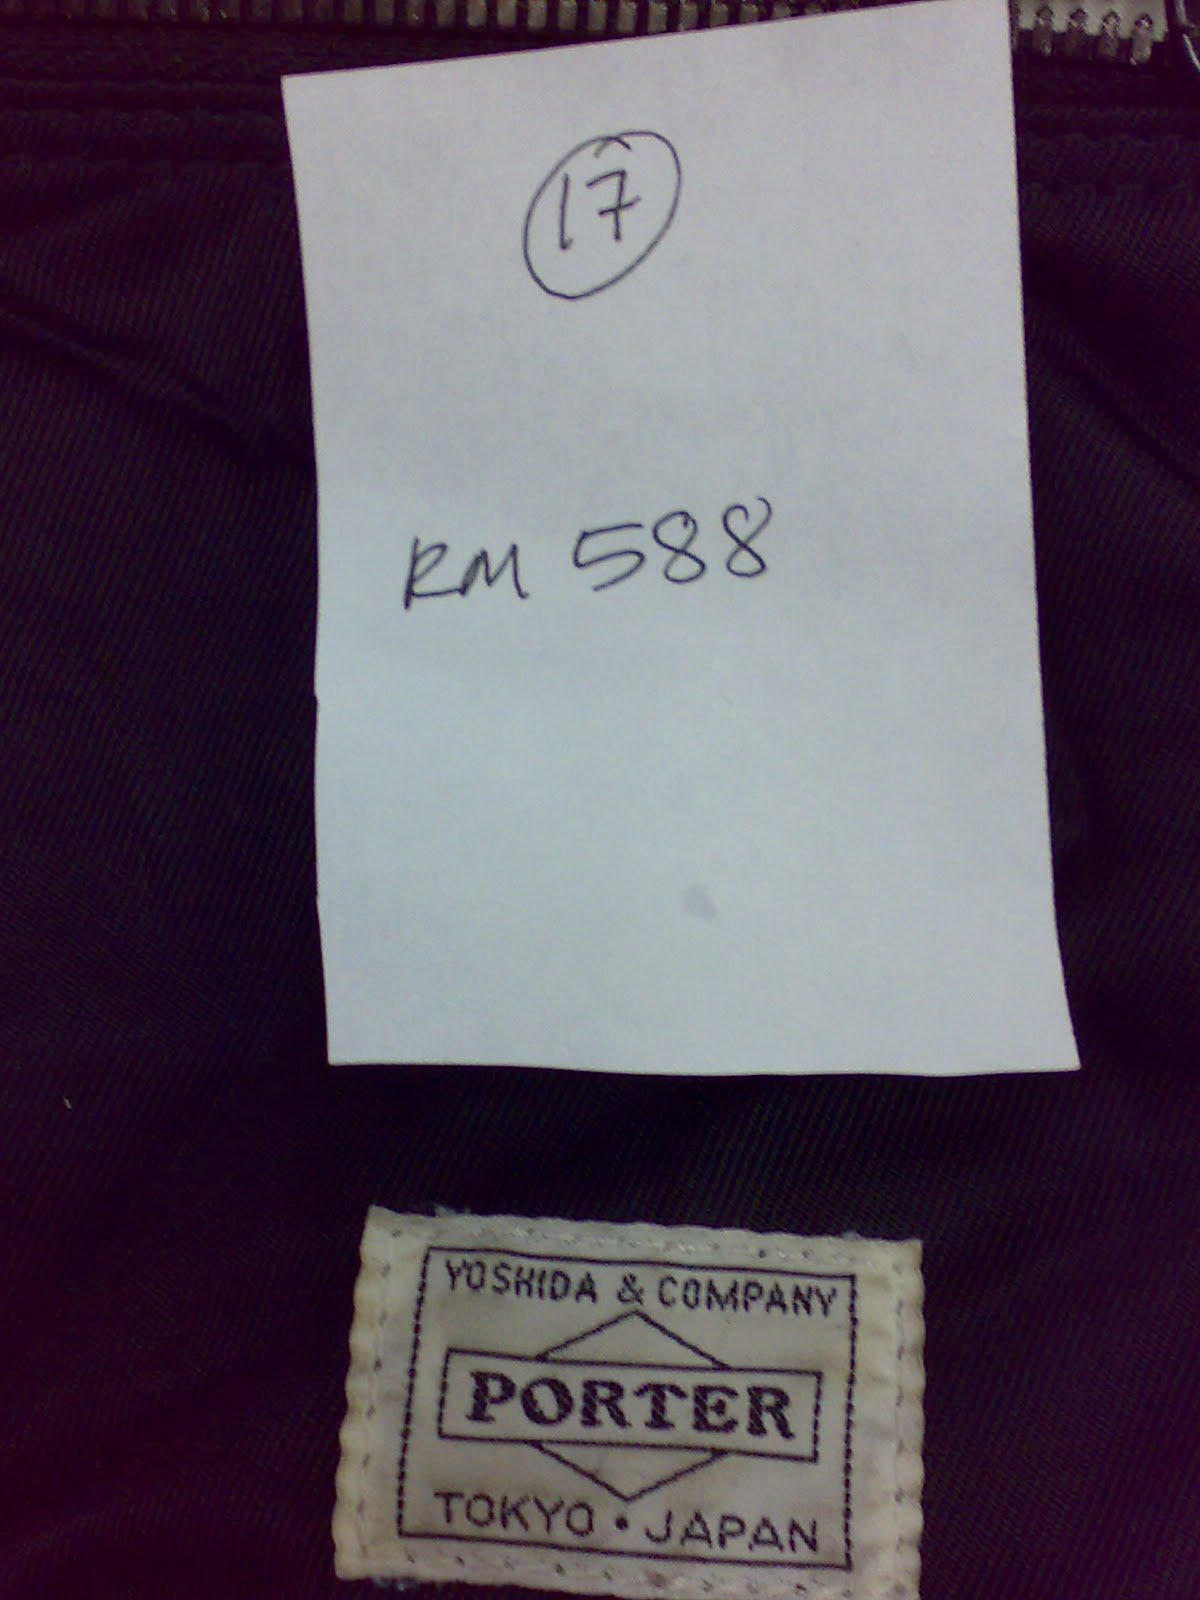 17
RM 588
YOSHIDA & COMPANY
PORTER
TOKYO • JAPAN